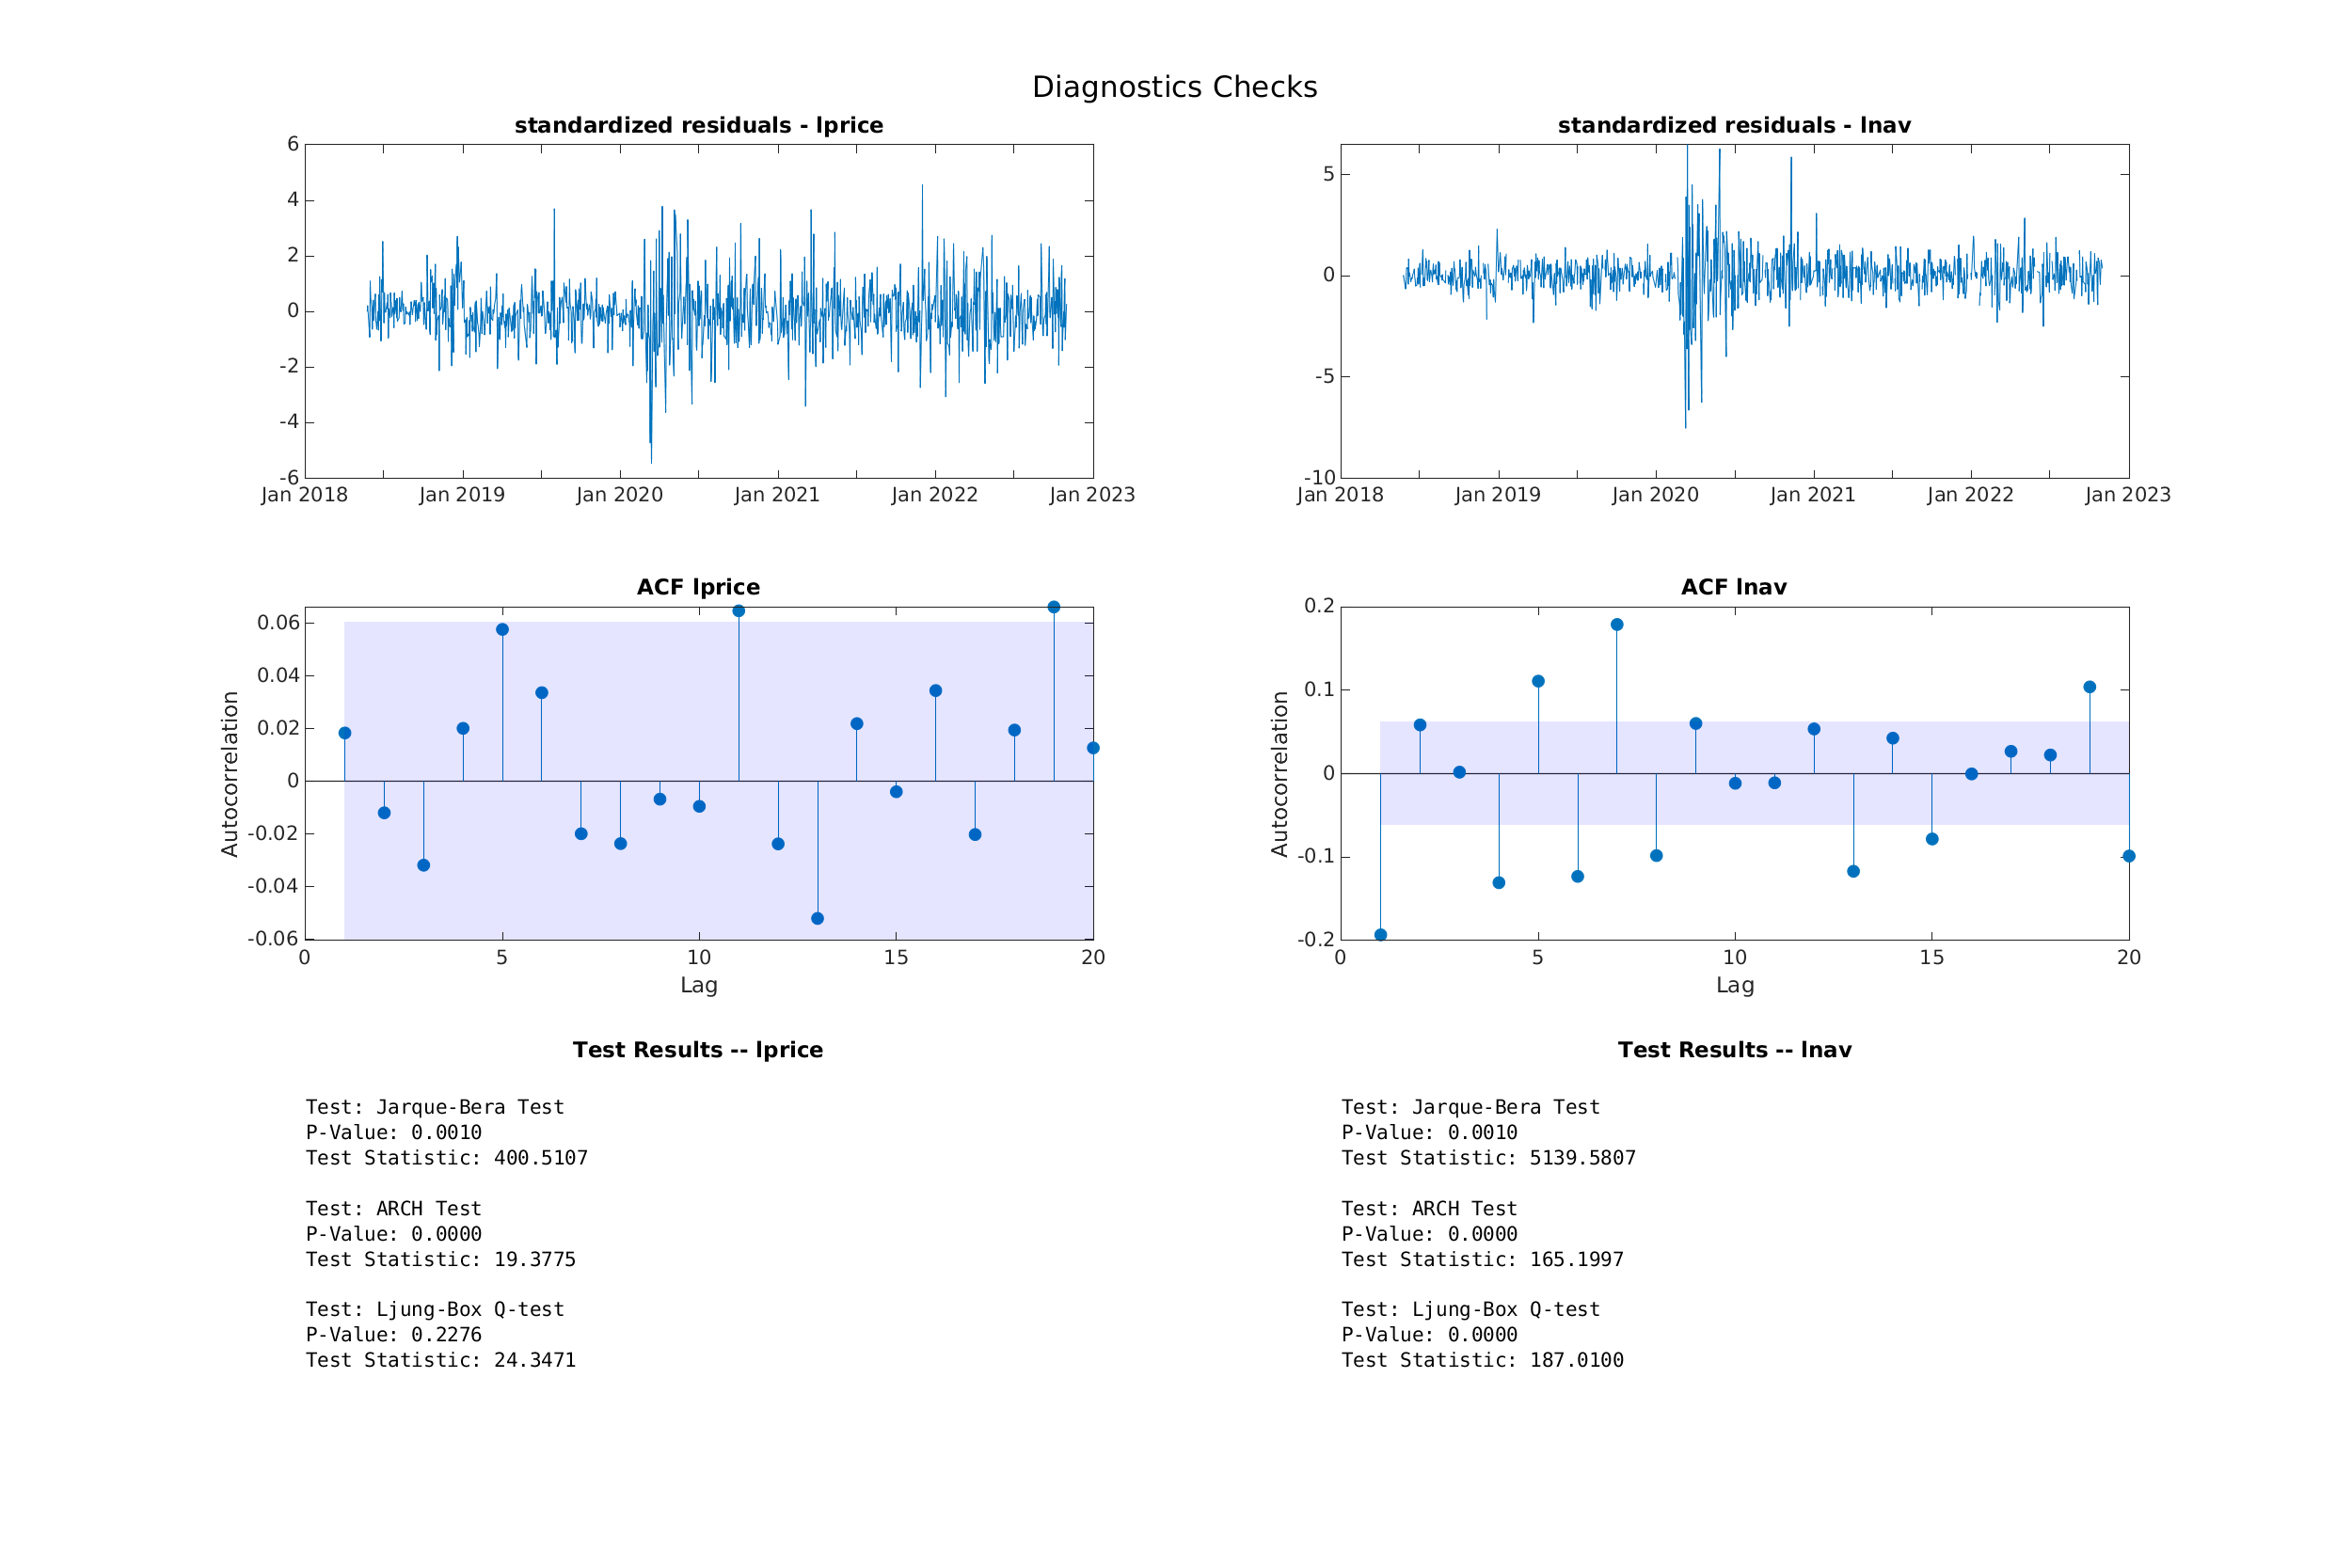 Diagnostics Checks
standardized residuals - lprice
6
4
2
0
-2
-4
-6
Jan 2018 Jan 2019 Jan 2020 Jan 2021 Jan 2022 Jan 2023
standardized residuals - lnav
5
0
-5
-10
Jan 2018 Jan 2019 Jan 2020 Jan 2021 Jan 2022 Jan 2023
ACF lprice
Autocorrelation
0.06
0.04
0.02
0
-0.02
-0.04
-0.06
0 5 10 15 20
Lag
ACF lnav
Autocorrelation
0.2
0.1
0
-0.1
-0.2
0 5 10 15 20
Lag
Test Results -- lprice
Test: Jarque-Bera Test
P-Value: 0.0010
Test Statistic: 400.5107
Test: ARCH Test
P-Value: 0.0000
Test Statistic: 19.3775
Test: Ljung-Box Q-test
P-Value: 0.2276
Test Statistic: 24.3471
Test Results -- lnav
Test: Jarque-Bera Test
P-Value: 0.0010
Test Statistic: 5139.5807
Test: ARCH Test
P-Value: 0.0000
Test Statistic: 165.1997
Test: Ljung-Box Q-test
P-Value: 0.0000
Test Statistic: 187.0100